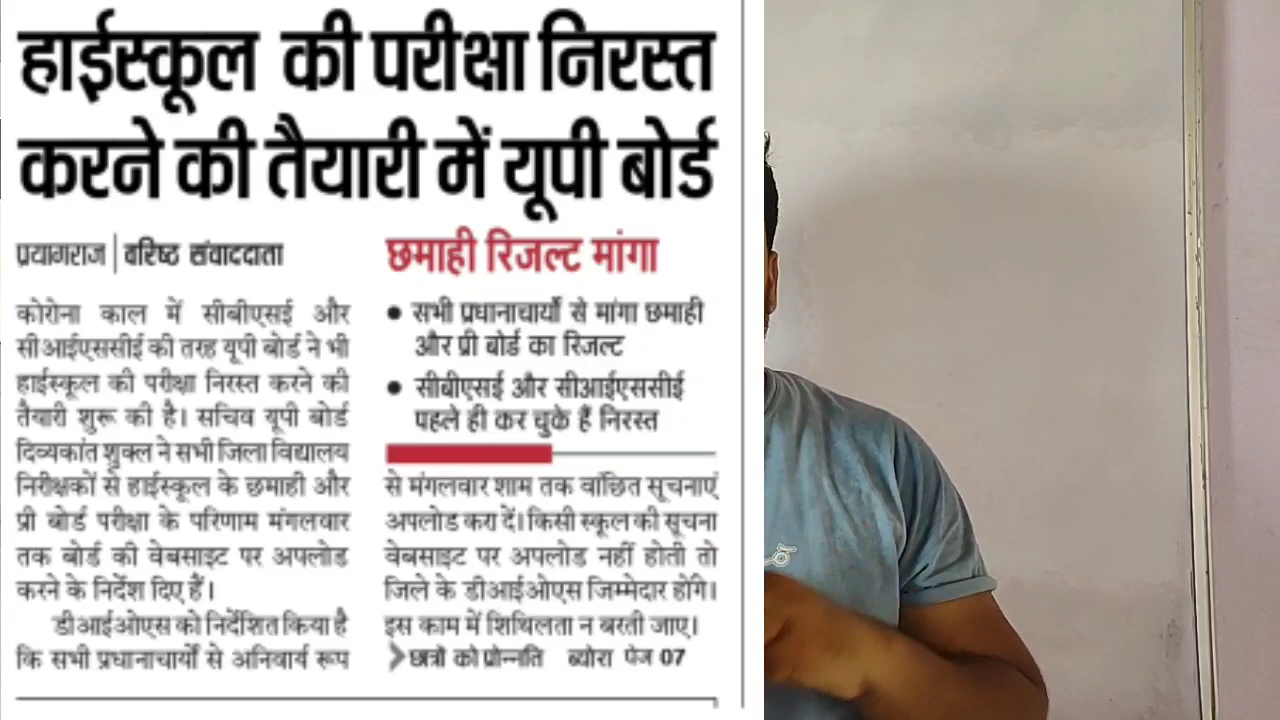 हाईस्कूल की परीक्षा निरस्त
करने की तैयारी में यूपी बोर्ड
प्रयागराज | वरिष्ठ संवाददाता
कोरोना काल में सीबीएसई और
सीआईएससीई की तरह यूपी बोर्ड ने भी
हाईस्कूल की परीक्षा निरस्त करने की
तैयारी शुरू की है। सचिव यूपी बोर्ड
दिव्यकांत शुक्ल ने सभी जिला विद्यालय
निरीक्षकों से हाईस्कूल के छमाही और
प्री बोर्ड परीक्षा के परिणाम मंगलवार
तक बोर्ड की वेबसाइट पर अपलोड
करने के निर्देश दिए हैं।
डीआईओएस को निर्देशित किया है
कि सभी प्रधानाचार्यों से अनिवार्य रूप
छमाही रिजल्ट मांगा
● सभी प्रधानाचार्यों से मांगा छमाही
और प्री बोर्ड का रिजल्ट
● सीबीएसई और सीआईएससीई
पहले ही कर चुके हैं निरस्त
से मंगलवार शाम तक वांछित सूचनाएं
अपलोड करा दें। किसी स्कूल की सूचना
वेबसाइट पर अपलोड नहीं होती तो
जिले के डीआईओएस जिम्मेदार होंगे।
इस काम में शिथिलता न बरती जाए।
छात्रों को प्रोन्नति ब्योरा पेज 07